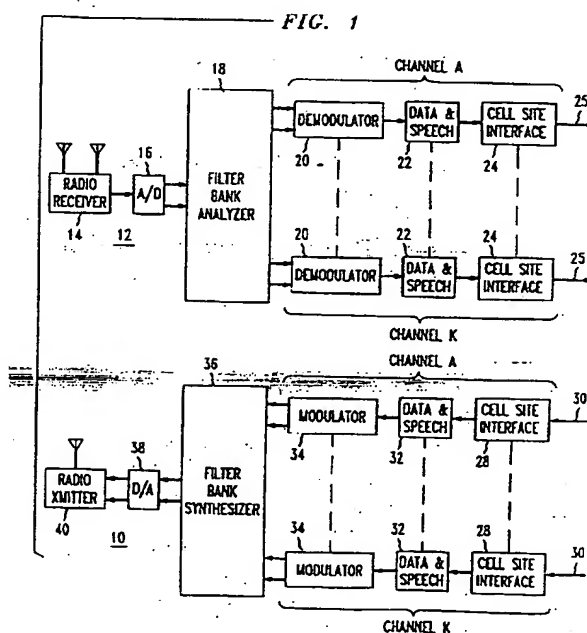 FIG. 1
CHANNEL A
18
DEMODULATOR
20
DATA & SPEECH
22
CELL SITE INTERFACE
24
25
RADIO RECEIVER
14
16
A/D
12
FILTER BANK ANALYZER
20
DEMODULATOR
22
DATA & SPEECH
24
CELL SITE INTERFACE
25
CHANNEL K
CHANNEL A
36
MODULATOR
34
DATA & SPEECH
32
CELL SITE INTERFACE
28
30
RADIO XMITTER
40
38
D/A
10
FILTER BANK SYNTHESIZER
34
MODULATOR
32
DATA & SPEECH
28
CELL SITE INTERFACE
30
CHANNEL K